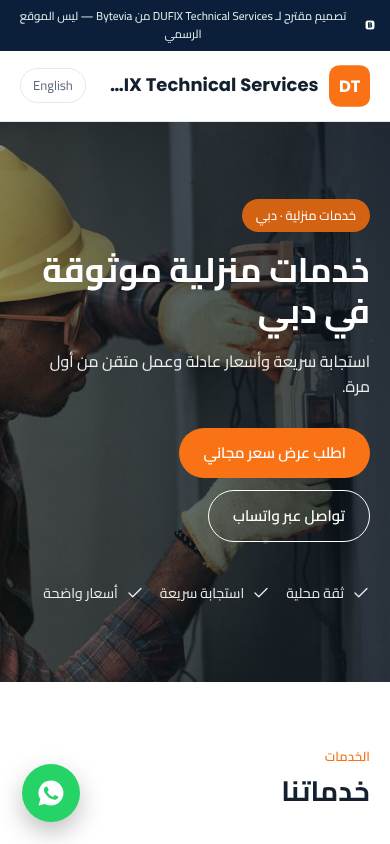 تصميم مقترح لـ DUFIX Technical Services من Bytevia — ليس الموقع
الرسمي
DT
...IX Technical Services
English
خدمات منزلية · دبي
خدمات منزلية موثوقة
في دبي
استجابة سريعة وأسعار عادلة وعمل متقن من أول
مرة.
اطلب عرض سعر مجاني
تواصل عبر واتساب
ثقة محلية
استجابة سريعة
أسعار واضحة
الخدمات
خدماتنا